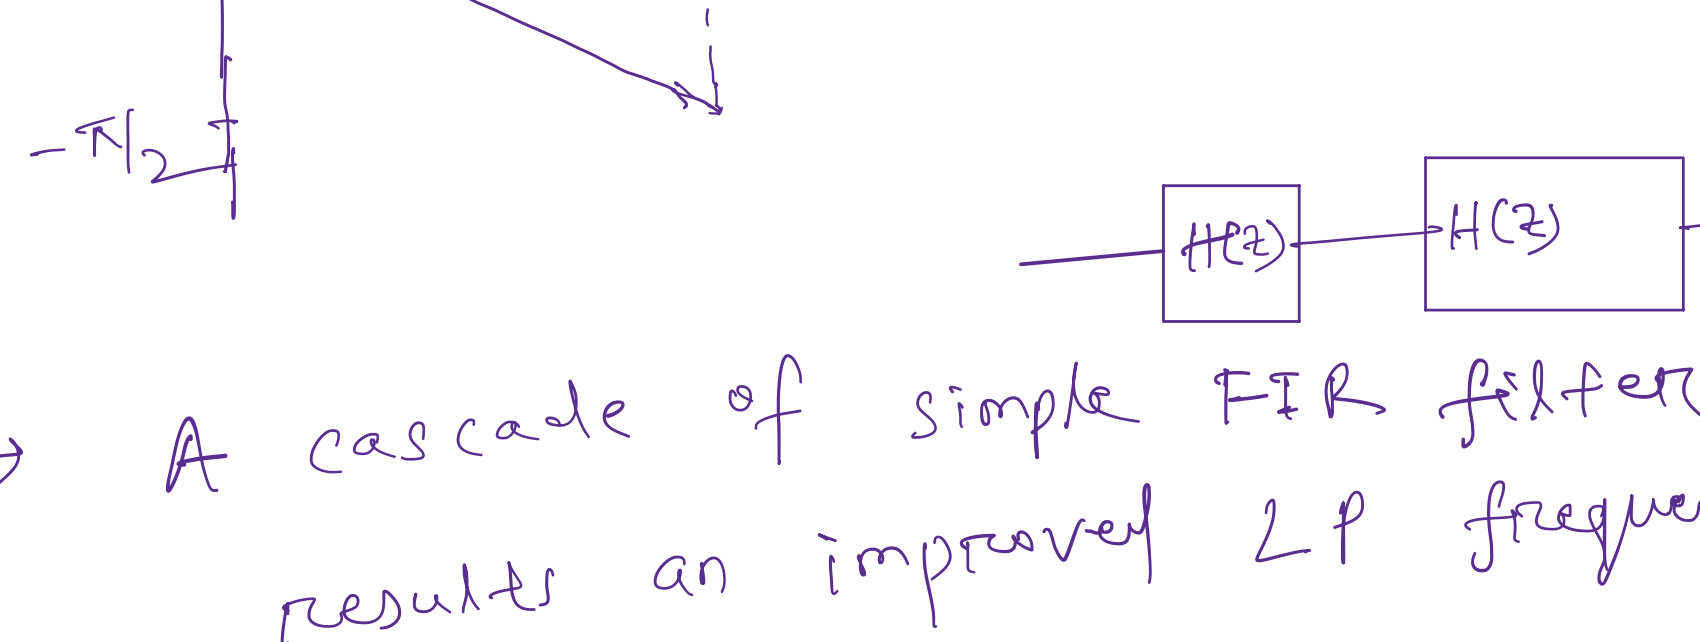 -π/2
H(z) H(z)
→ A cascade of simple FIR filter
results an improved LP freque